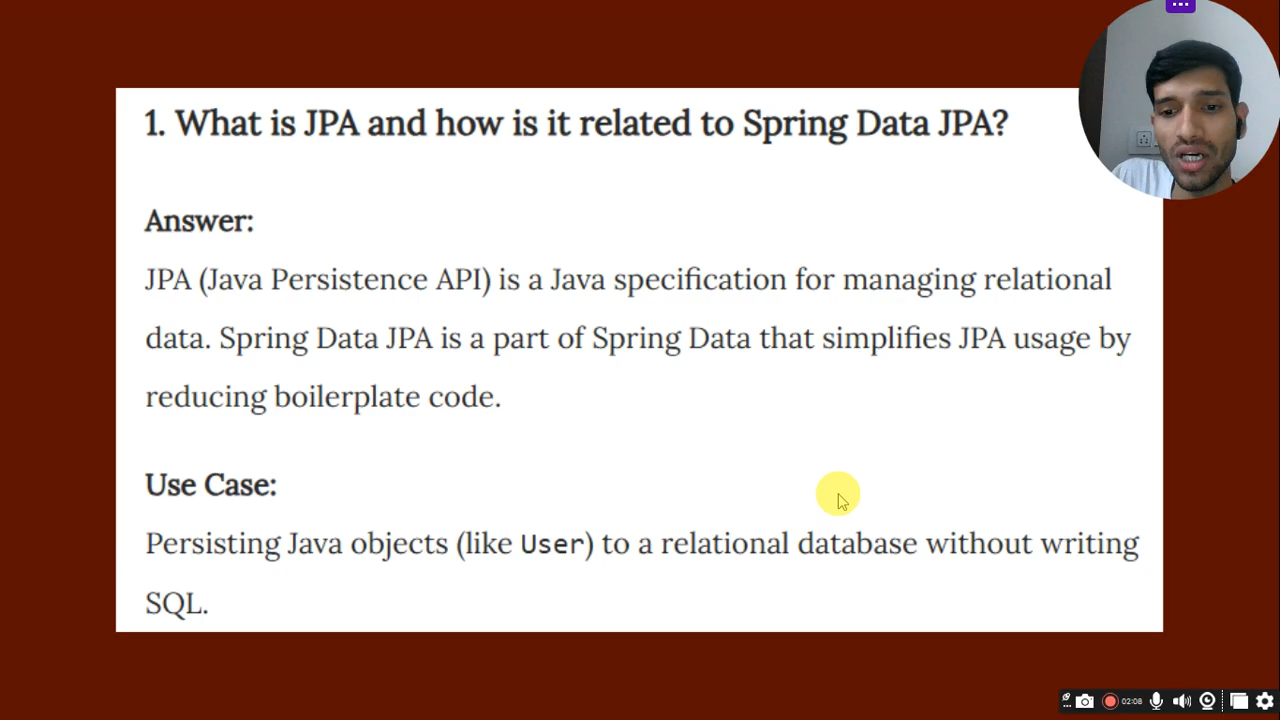 1. What is JPA and how is it related to Spring Data JPA?
Answer:
JPA (Java Persistence API) is a Java specification for managing relational
data. Spring Data JPA is a part of Spring Data that simplifies JPA usage by
reducing boilerplate code.
Use Case:
Persisting Java objects (like User) to a relational database without writing
SQL.
02:08